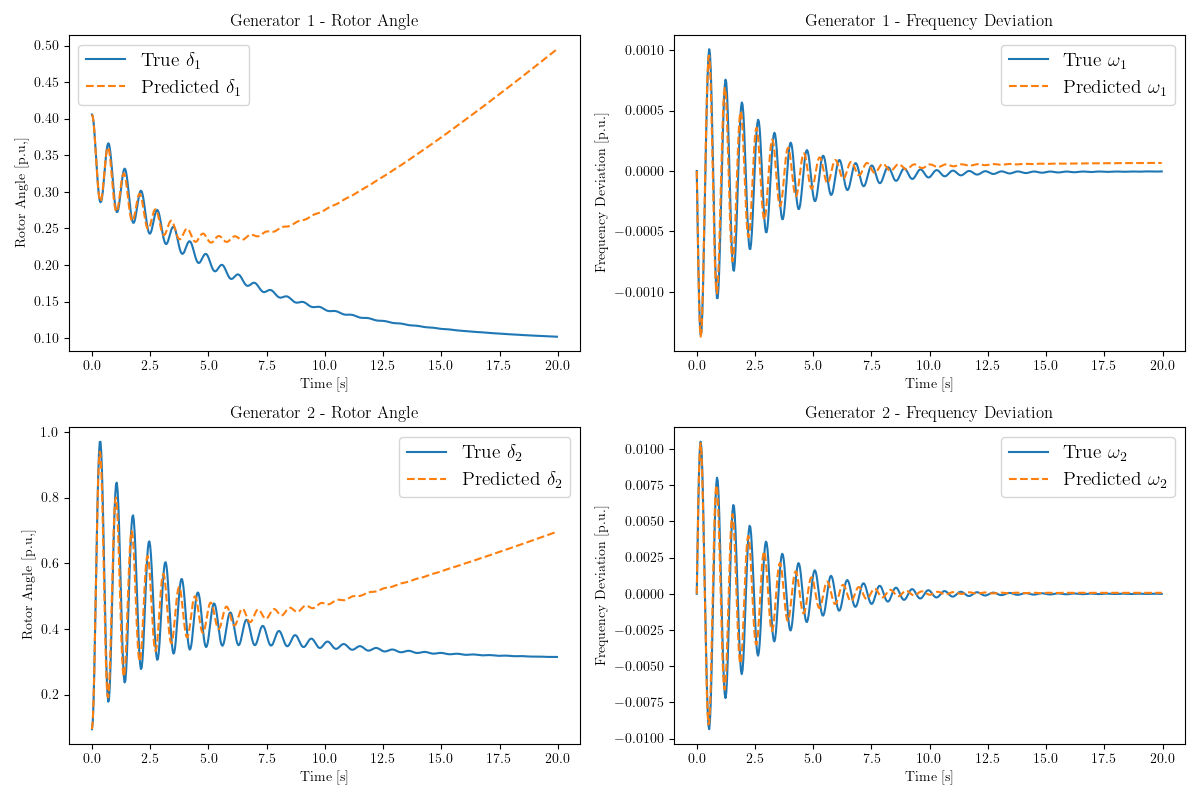 Generator 1 - Rotor Angle
True δ₁
Predicted δ₁
Rotor Angle [p.u.]
0.50
0.45
0.40
0.35
0.30
0.25
0.20
0.15
0.10
0.0 2.5 5.0 7.5 10.0 12.5 15.0 17.5 20.0
Time [s]
Generator 1 - Frequency Deviation
True ω₁
Predicted ω₁
Frequency Deviation [p.u.]
0.0010
0.0005
0.0000
−0.0005
−0.0010
0.0 2.5 5.0 7.5 10.0 12.5 15.0 17.5 20.0
Time [s]
Generator 2 - Rotor Angle
True δ₂
Predicted δ₂
Rotor Angle [p.u.]
1.0
0.8
0.6
0.4
0.2
0.0 2.5 5.0 7.5 10.0 12.5 15.0 17.5 20.0
Time [s]
Generator 2 - Frequency Deviation
True ω₂
Predicted ω₂
Frequency Deviation [p.u.]
0.0100
0.0075
0.0050
0.0025
0.0000
−0.0025
−0.0050
−0.0075
−0.0100
0.0 2.5 5.0 7.5 10.0 12.5 15.0 17.5 20.0
Time [s]